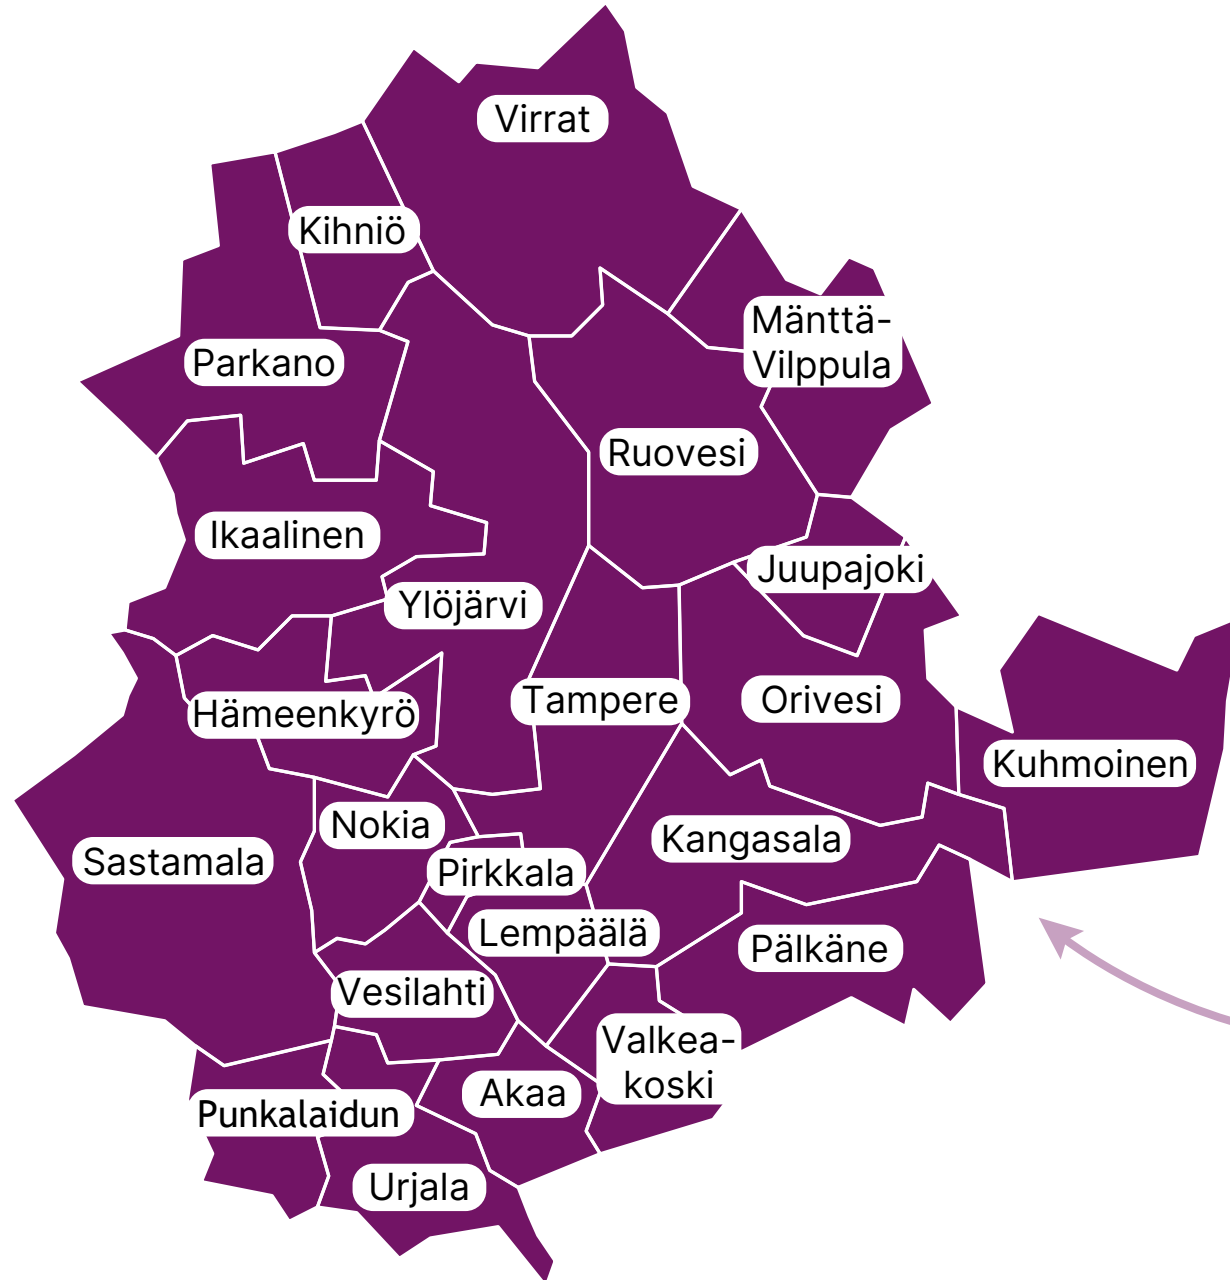 Virrat
Kihniö
Mänttä-
Vilppula
Parkano
Ruovesi
Ikaalinen
Juupajoki
Ylöjärvi
Hämeenkyrö
Tampere
Orivesi
Kuhmoinen
Nokia
Kangasala
Sastamala
Pirkkala
Lempäälä
Pälkäne
Vesilahti
Valkea-
koski
Akaa
Punkalaidun
Urjala